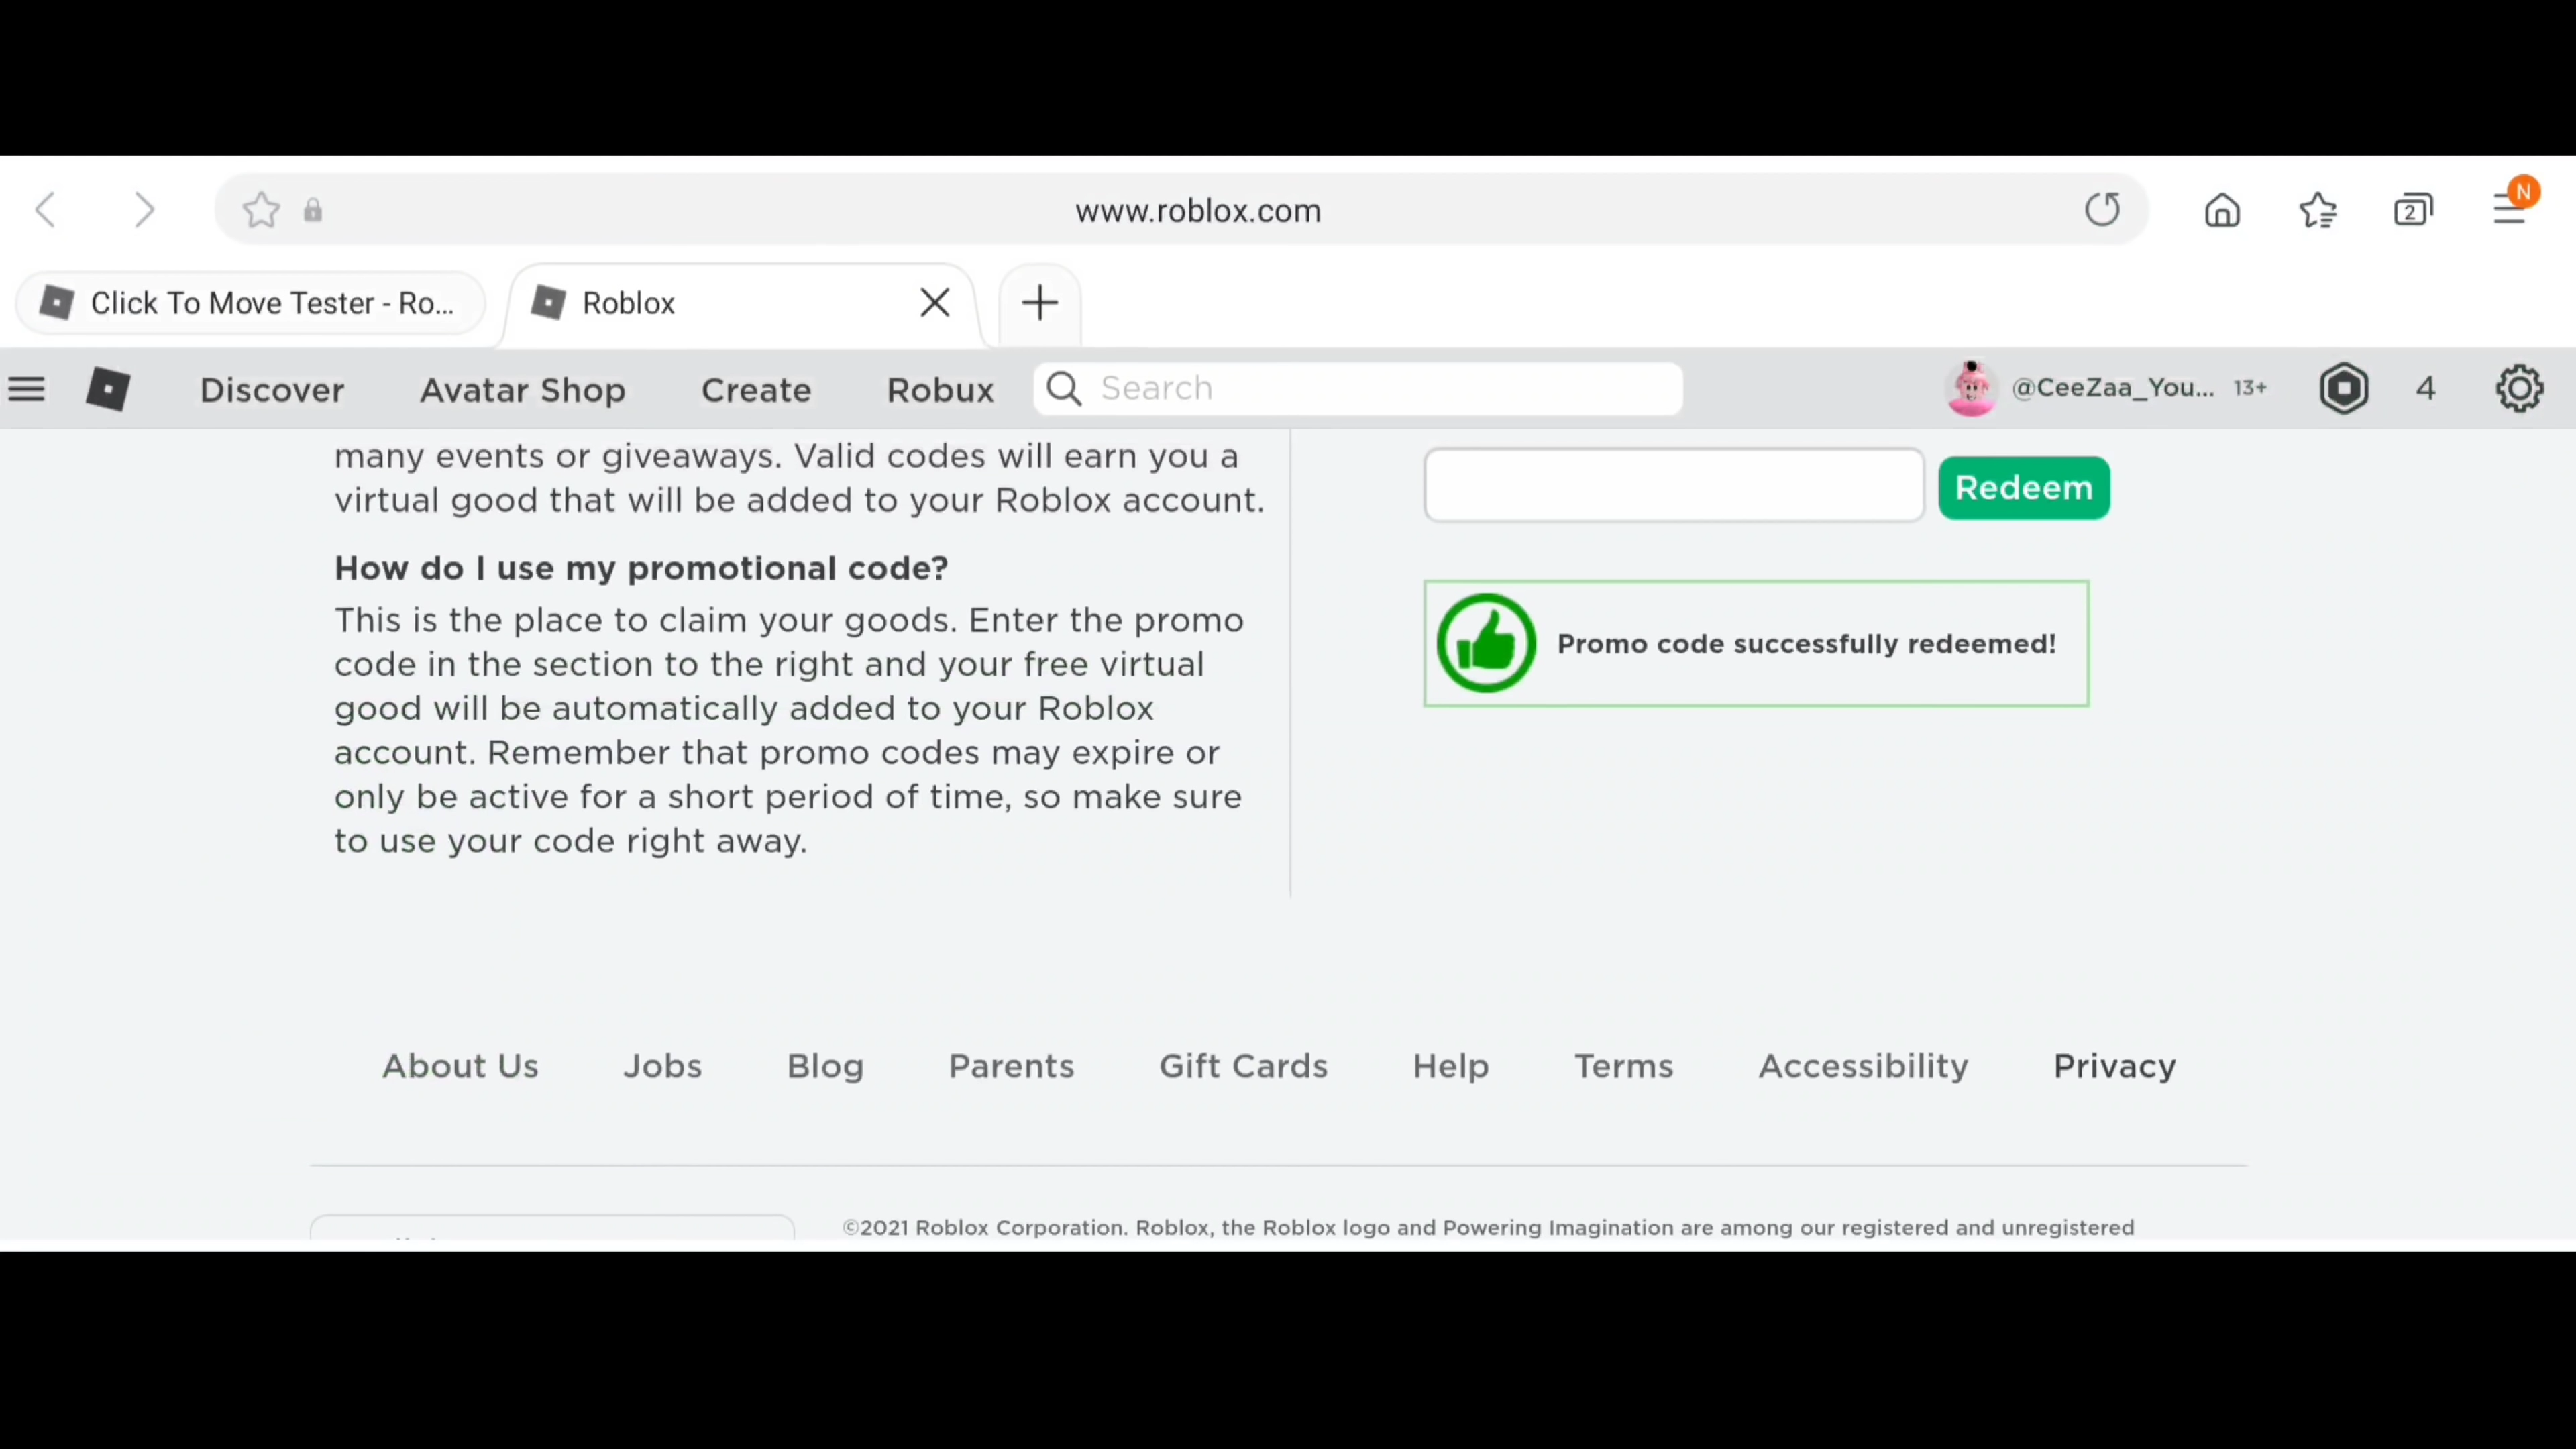 www.roblox.com
2
N
Click To Move Tester - Ro...
Roblox
Discover
Avatar Shop
Create
Robux
Search
@CeeZaa_You...
13+
4
many events or giveaways. Valid codes will earn you a
virtual good that will be added to your Roblox account.
How do I use my promotional code?
This is the place to claim your goods. Enter the promo
code in the section to the right and your free virtual
good will be automatically added to your Roblox
account. Remember that promo codes may expire or
only be active for a short period of time, so make sure
to use your code right away.
Redeem
Promo code successfully redeemed!
About Us
Jobs
Blog
Parents
Gift Cards
Help
Terms
Accessibility
Privacy
©2021 Roblox Corporation. Roblox, the Roblox logo and Powering Imagination are among our registered and unregistered